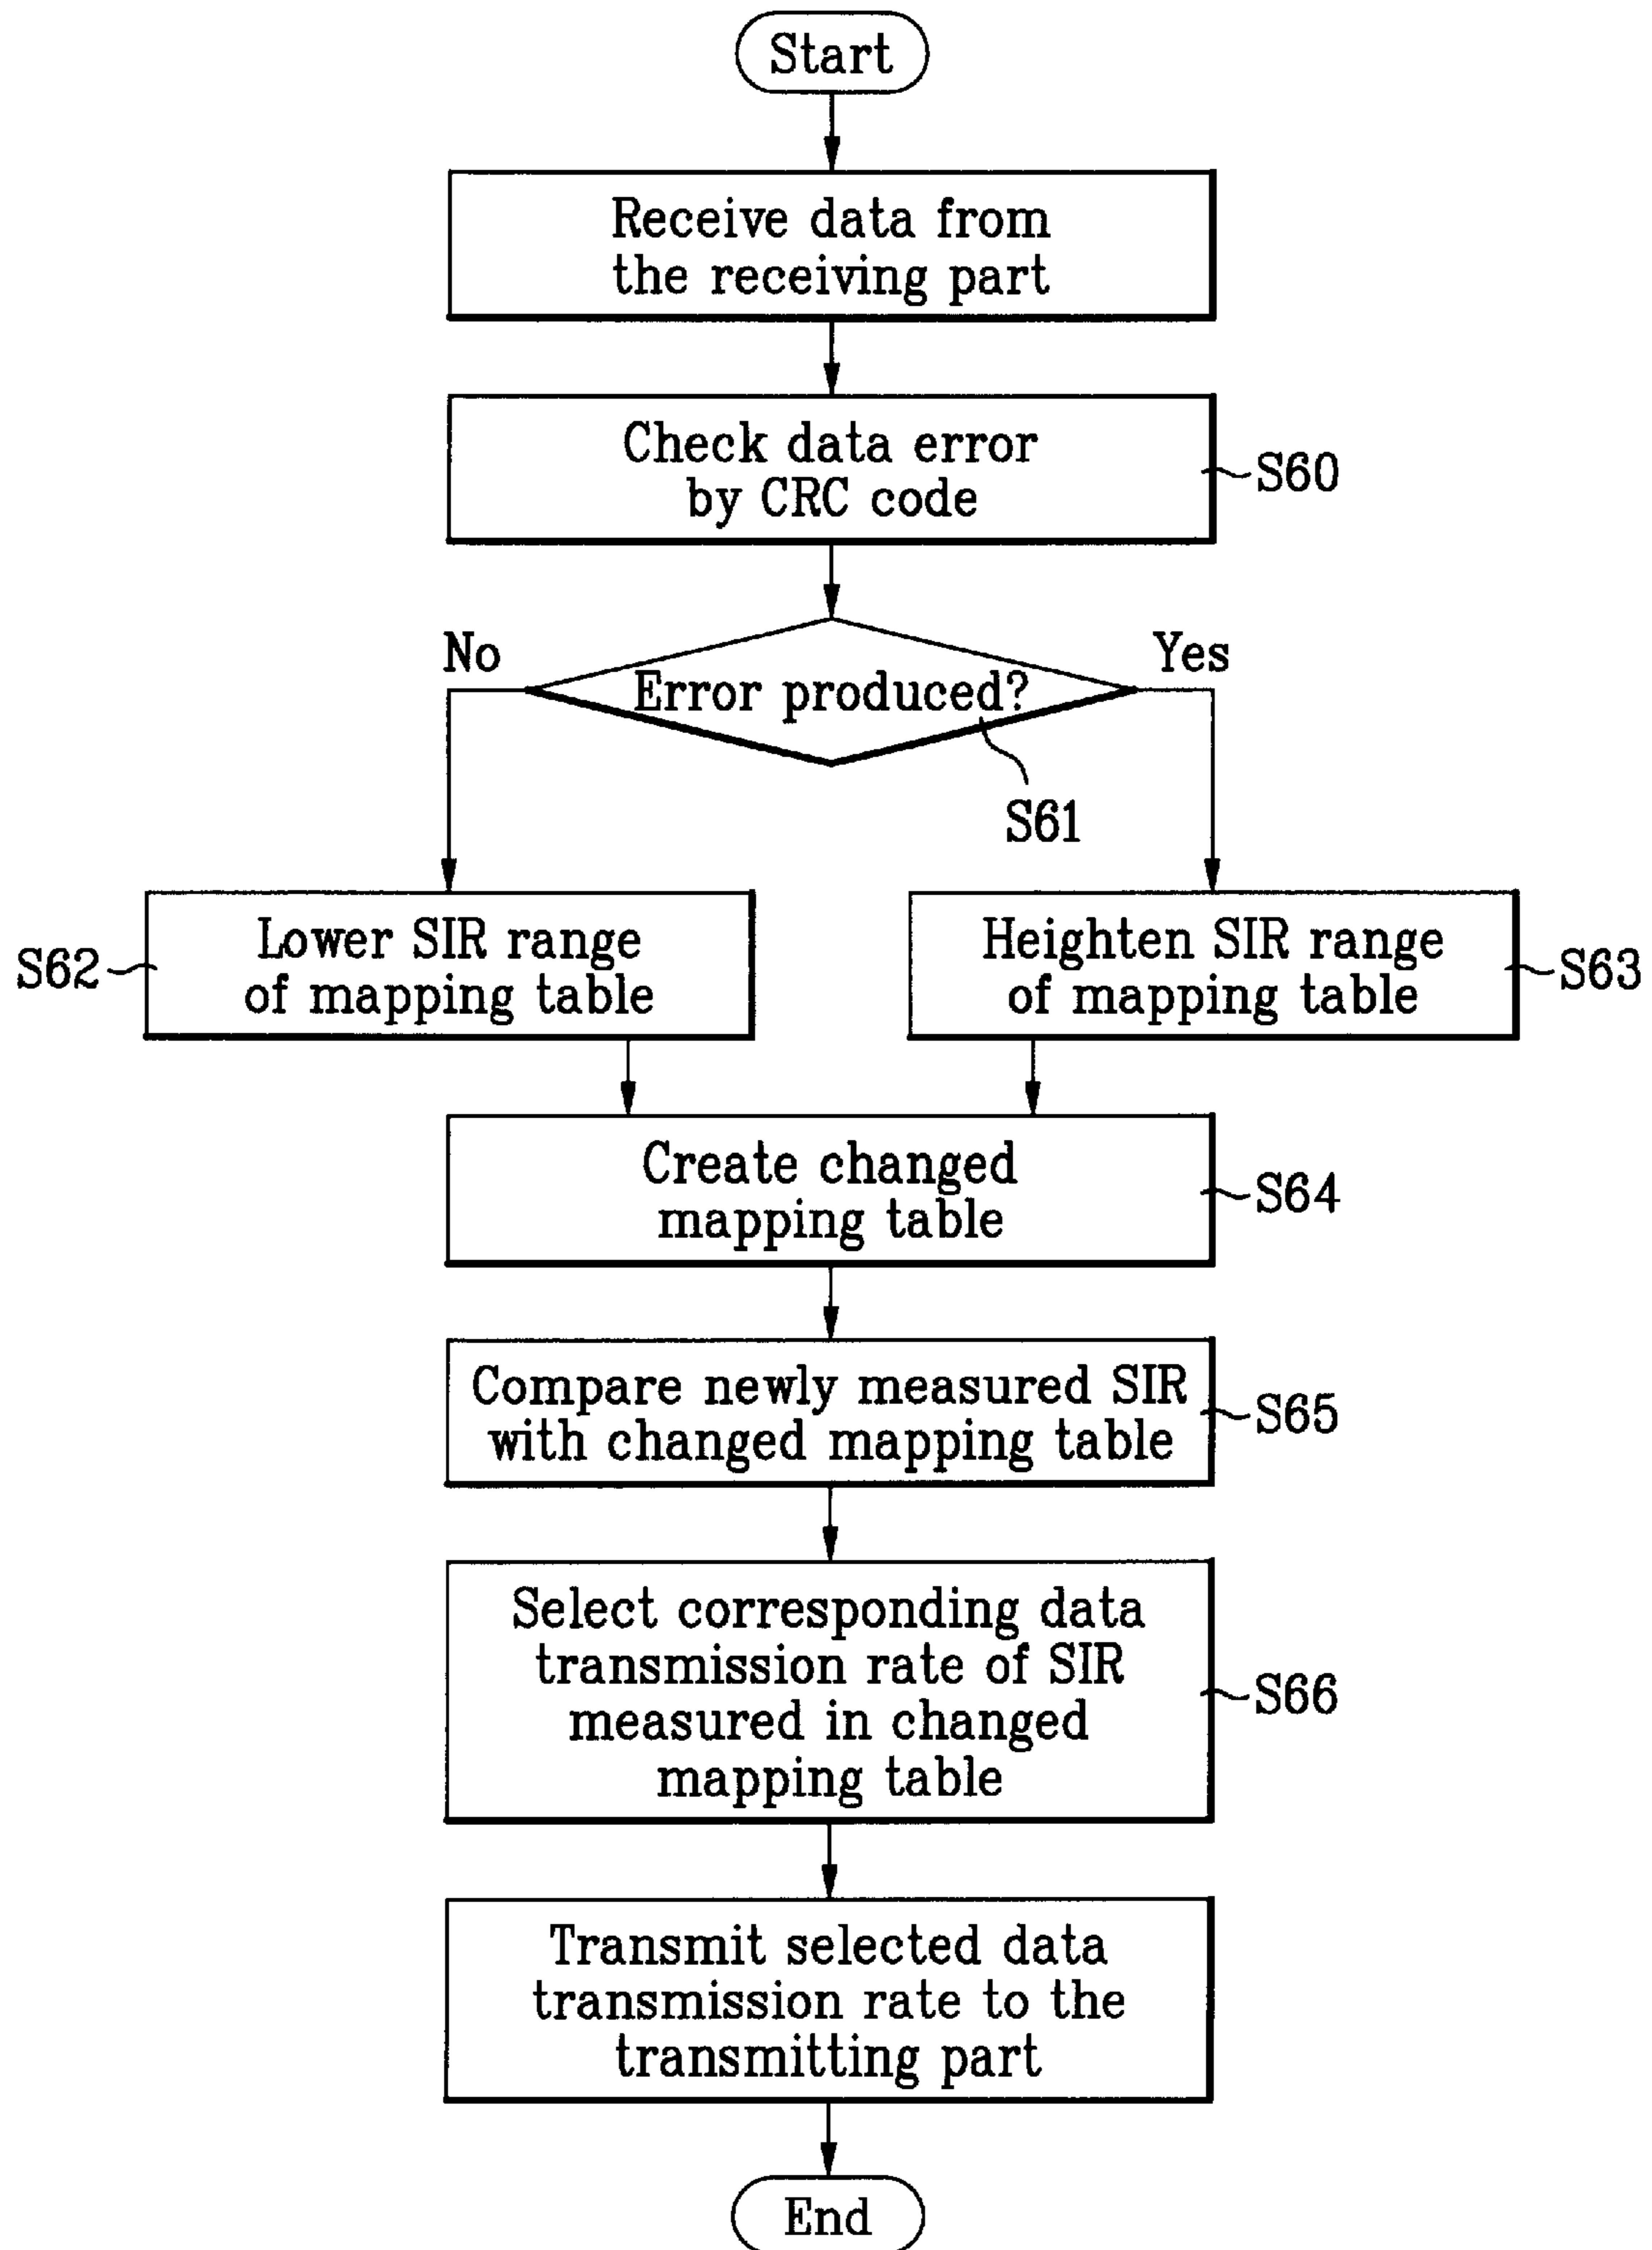 Start
Receive data from
the receiving part
Check data error
by CRC code
S60
No
Yes
Error produced?
S61
Lower SIR range
of mapping table
S62
Heighten SIR range
of mapping table
S63
Create changed
mapping table
S64
Compare newly measured SIR
with changed mapping table
S65
Select corresponding data
transmission rate of SIR
measured in changed
mapping table
S66
Transmit selected data
transmission rate to the
transmitting part
End